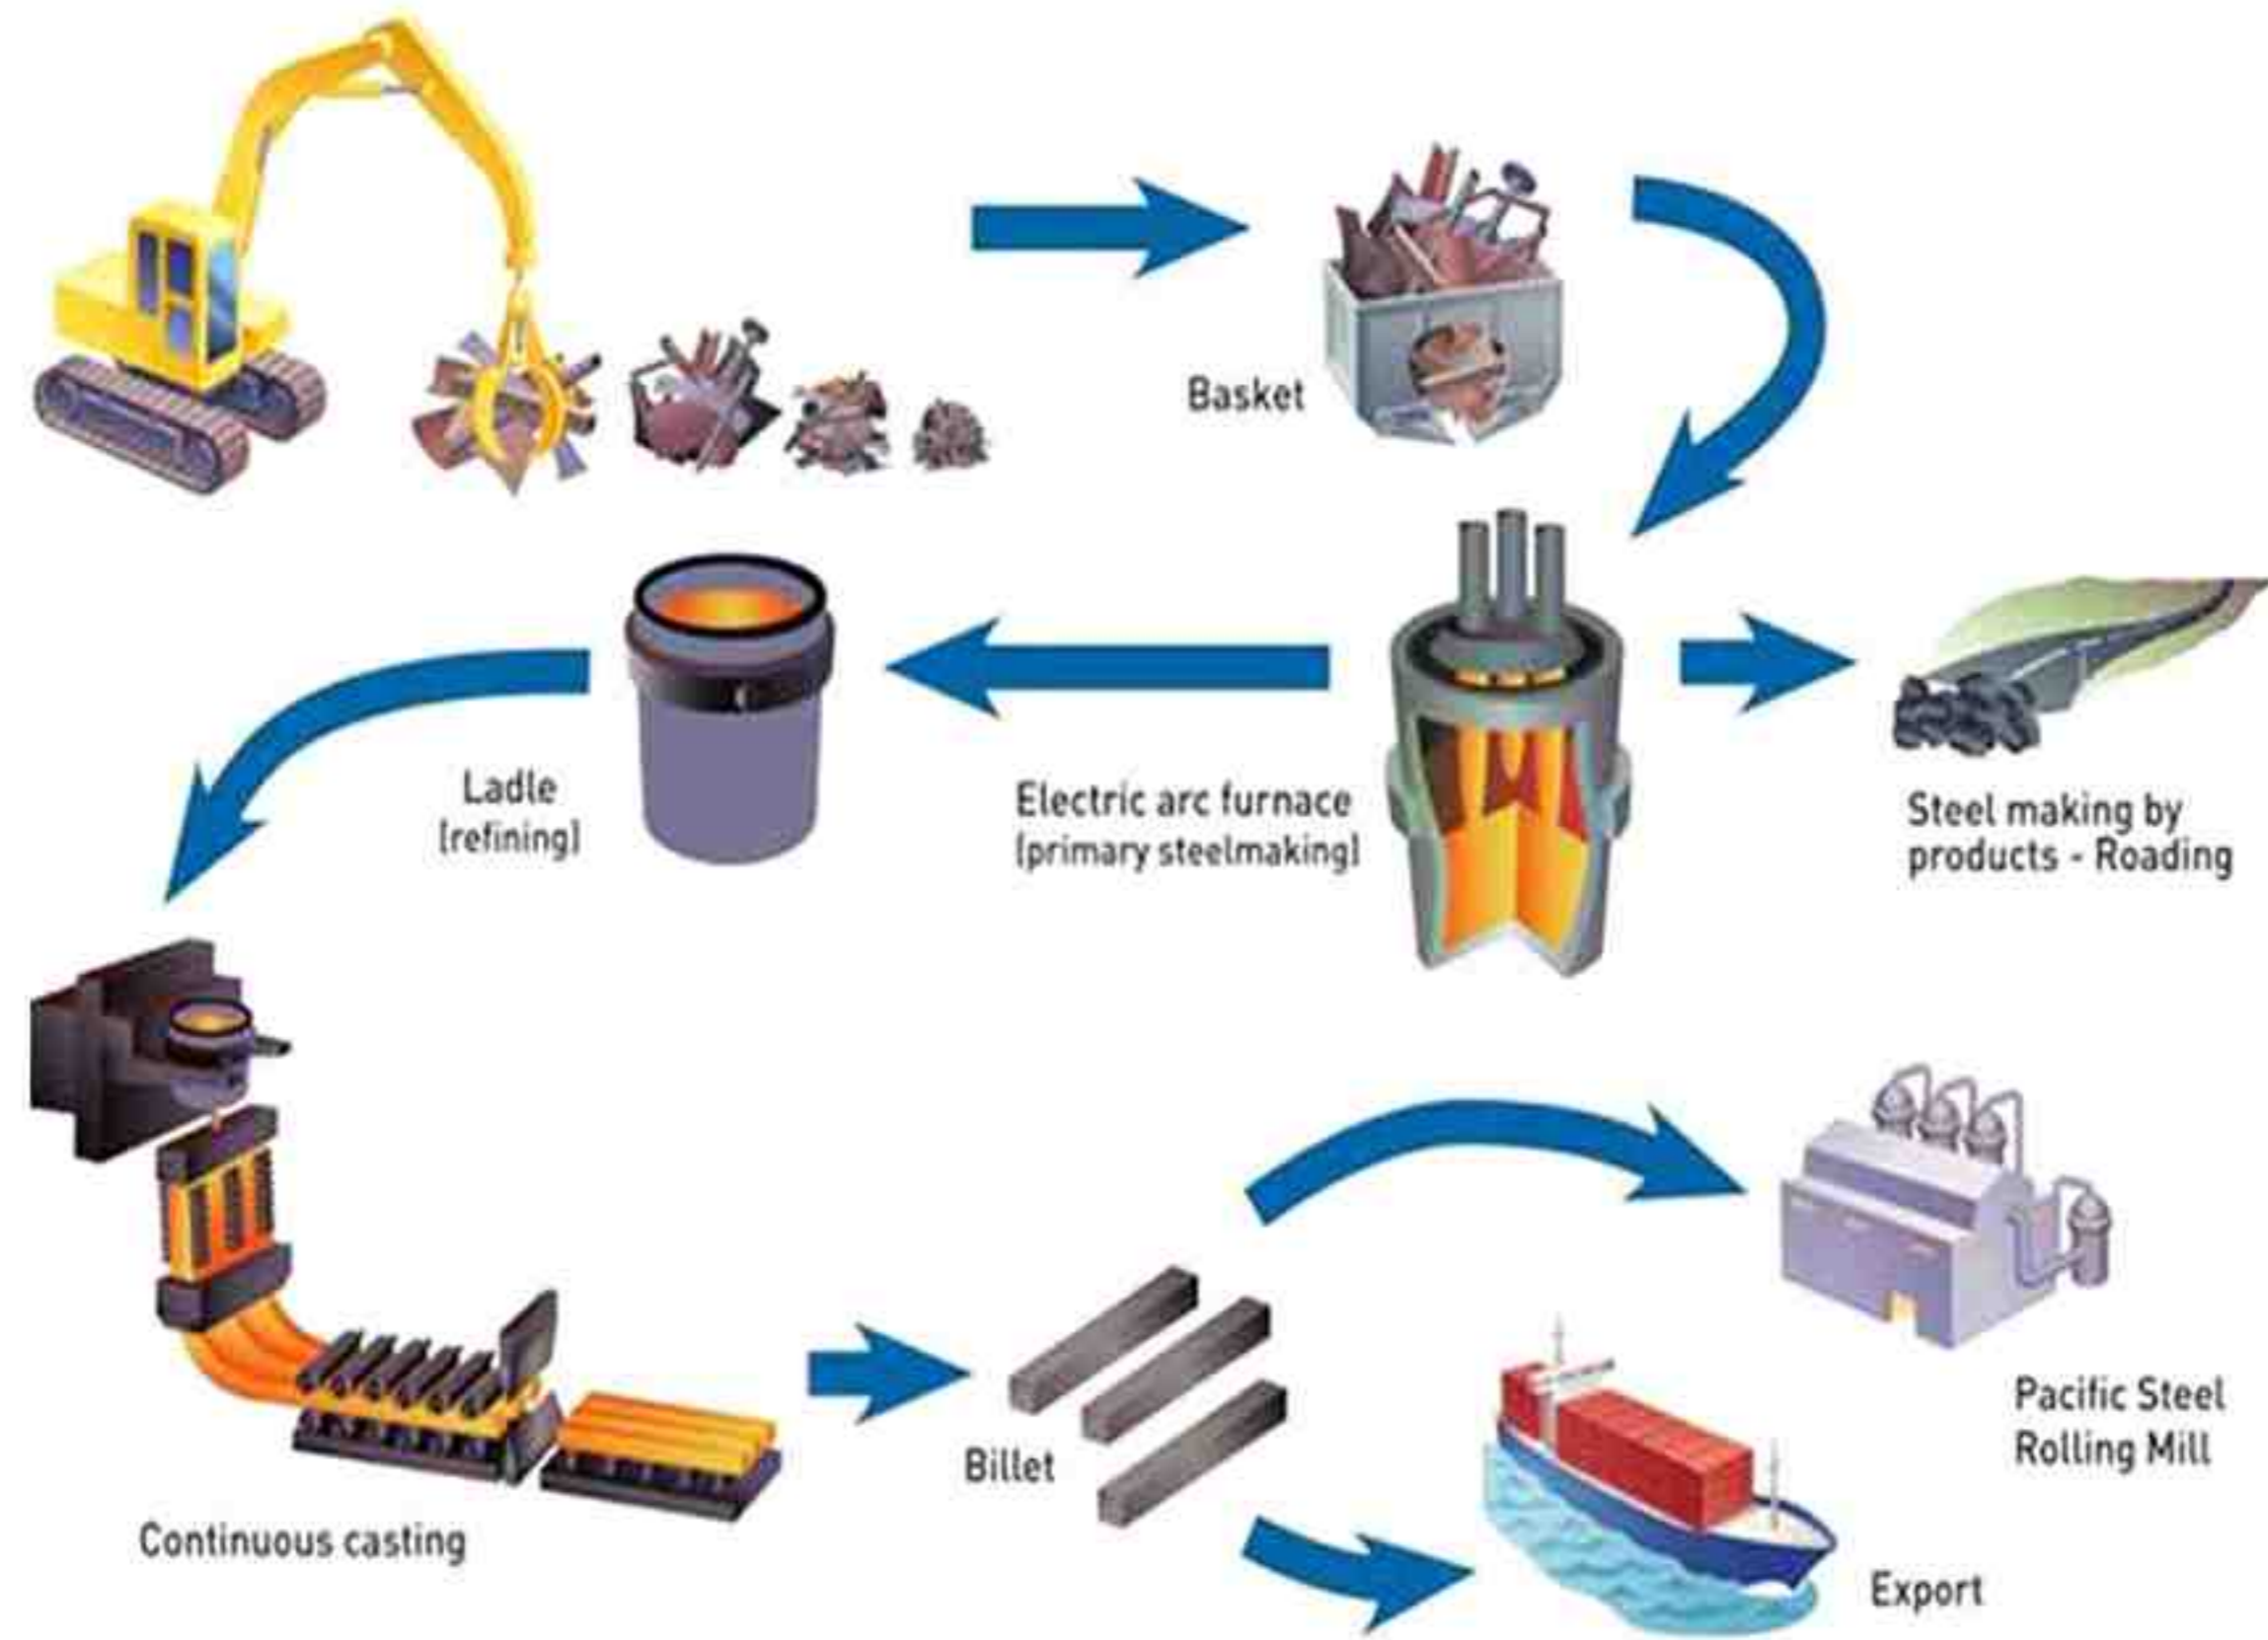 Basket
Ladle
(refining)
Electric arc furnace
(primary steelmaking)
Steel making by
products - Roading
Continuous casting
Billet
Pacific Steel
Rolling Mill
Export